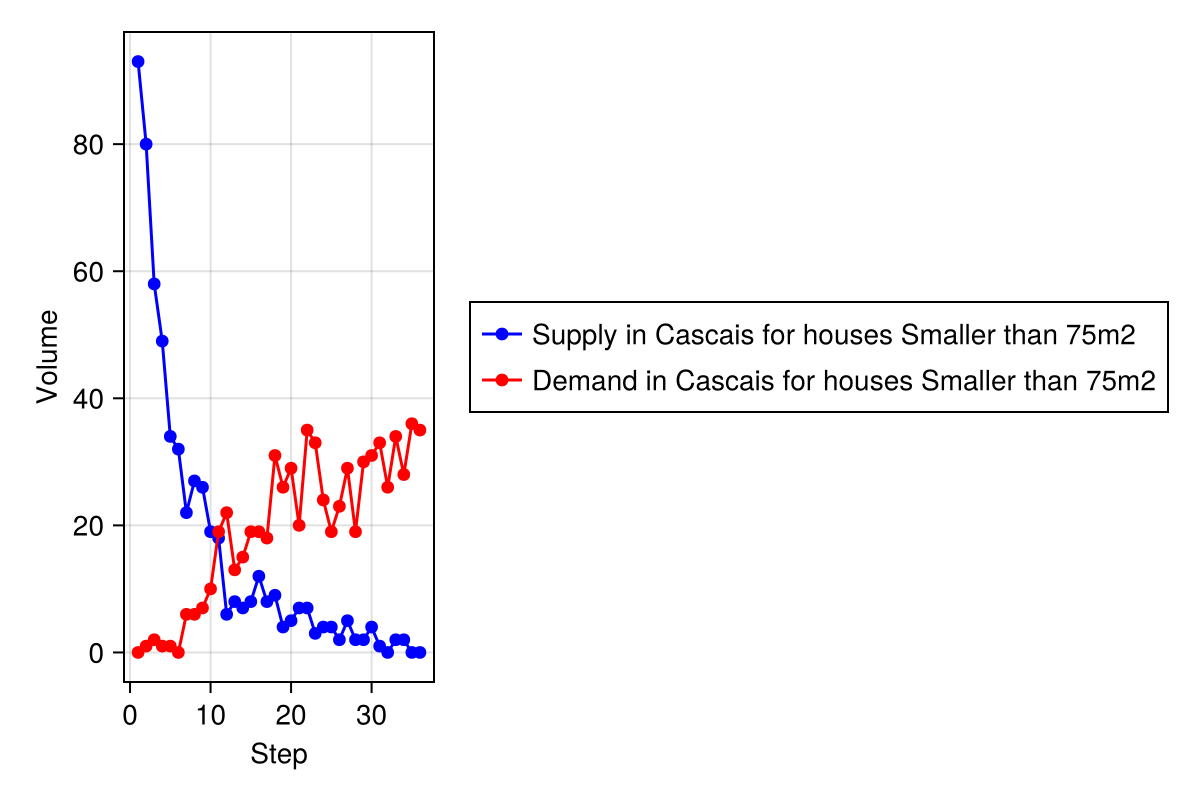 80
60
40
20
0
Volume
0 10 20 30
Step
Supply in Cascais for houses Smaller than 75m2
Demand in Cascais for houses Smaller than 75m2